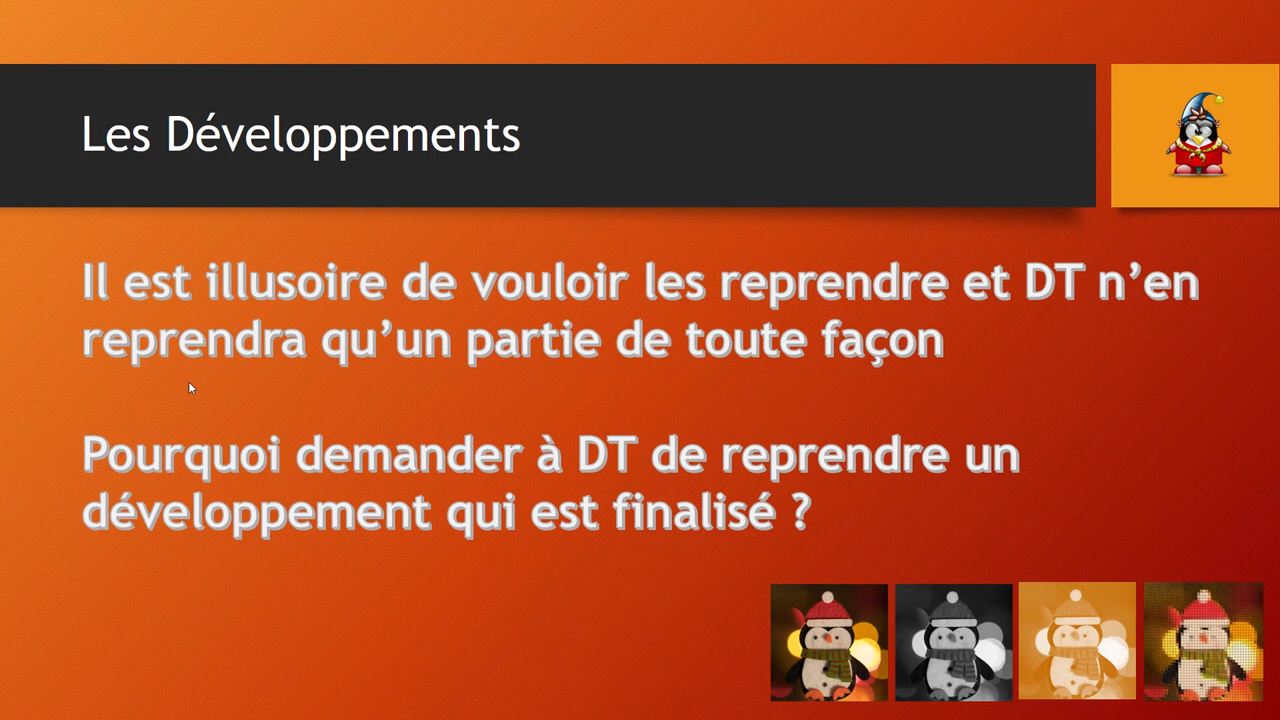 Les Développements
Il est illusoire de vouloir les reprendre et DT n’en
reprendra qu’un partie de toute façon
Pourquoi demander à DT de reprendre un
développement qui est finalisé ?